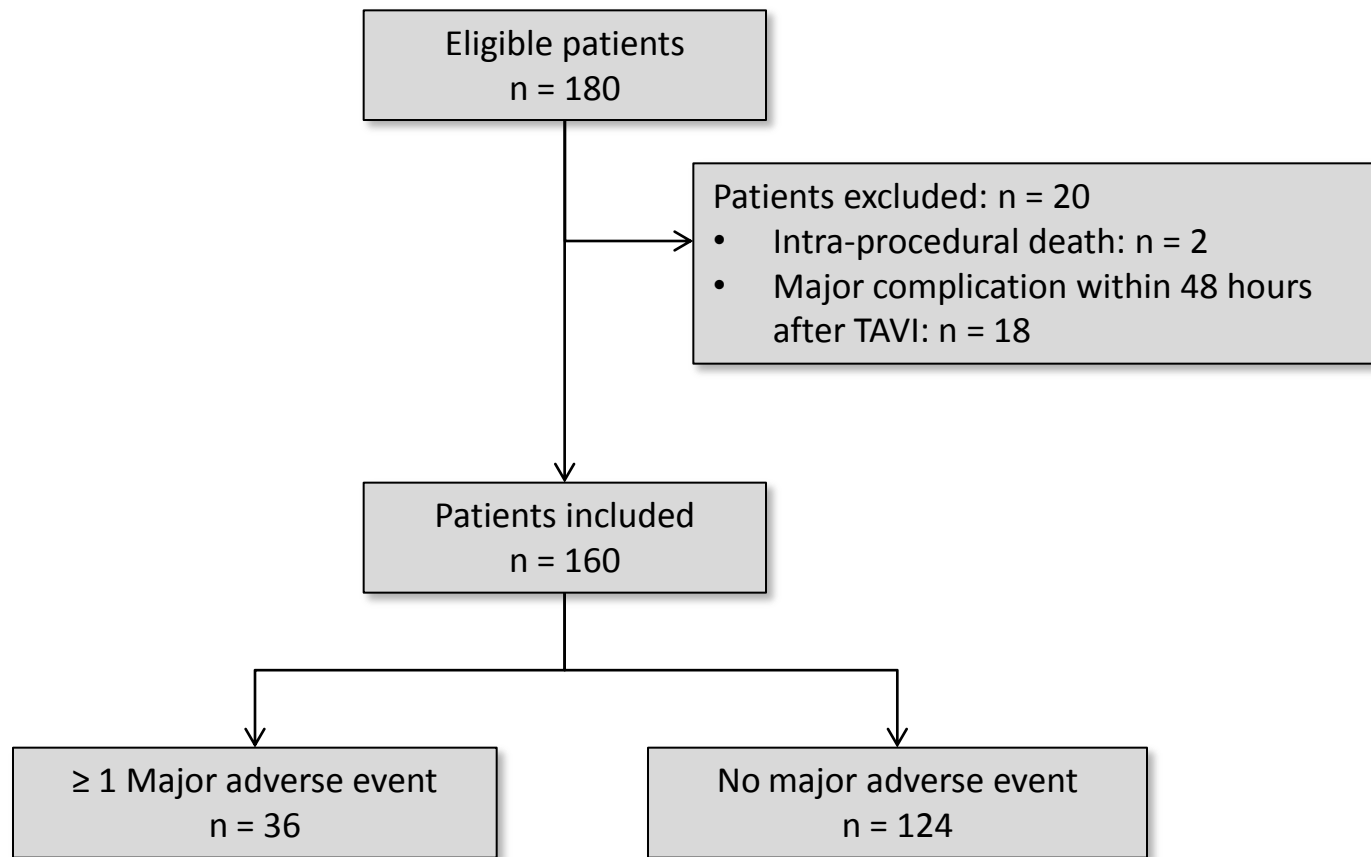 Eligible patients
n = 180
Patients excluded: n = 20
• Intra-procedural death: n = 2
• Major complication within 48 hours
after TAVI: n = 18
Patients included
n = 160
≥ 1 Major adverse event
n = 36
No major adverse event
n = 124